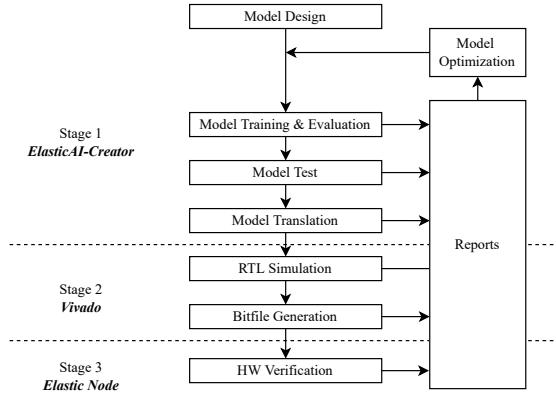 Model Design
Model
Optimization
Model Training & Evaluation
Stage 1
ElasticAI-Creator
Model Test
Model Translation
Reports
RTL Simulation
Stage 2
Vivado
Bitfile Generation
Stage 3
Elastic Node
HW Verification